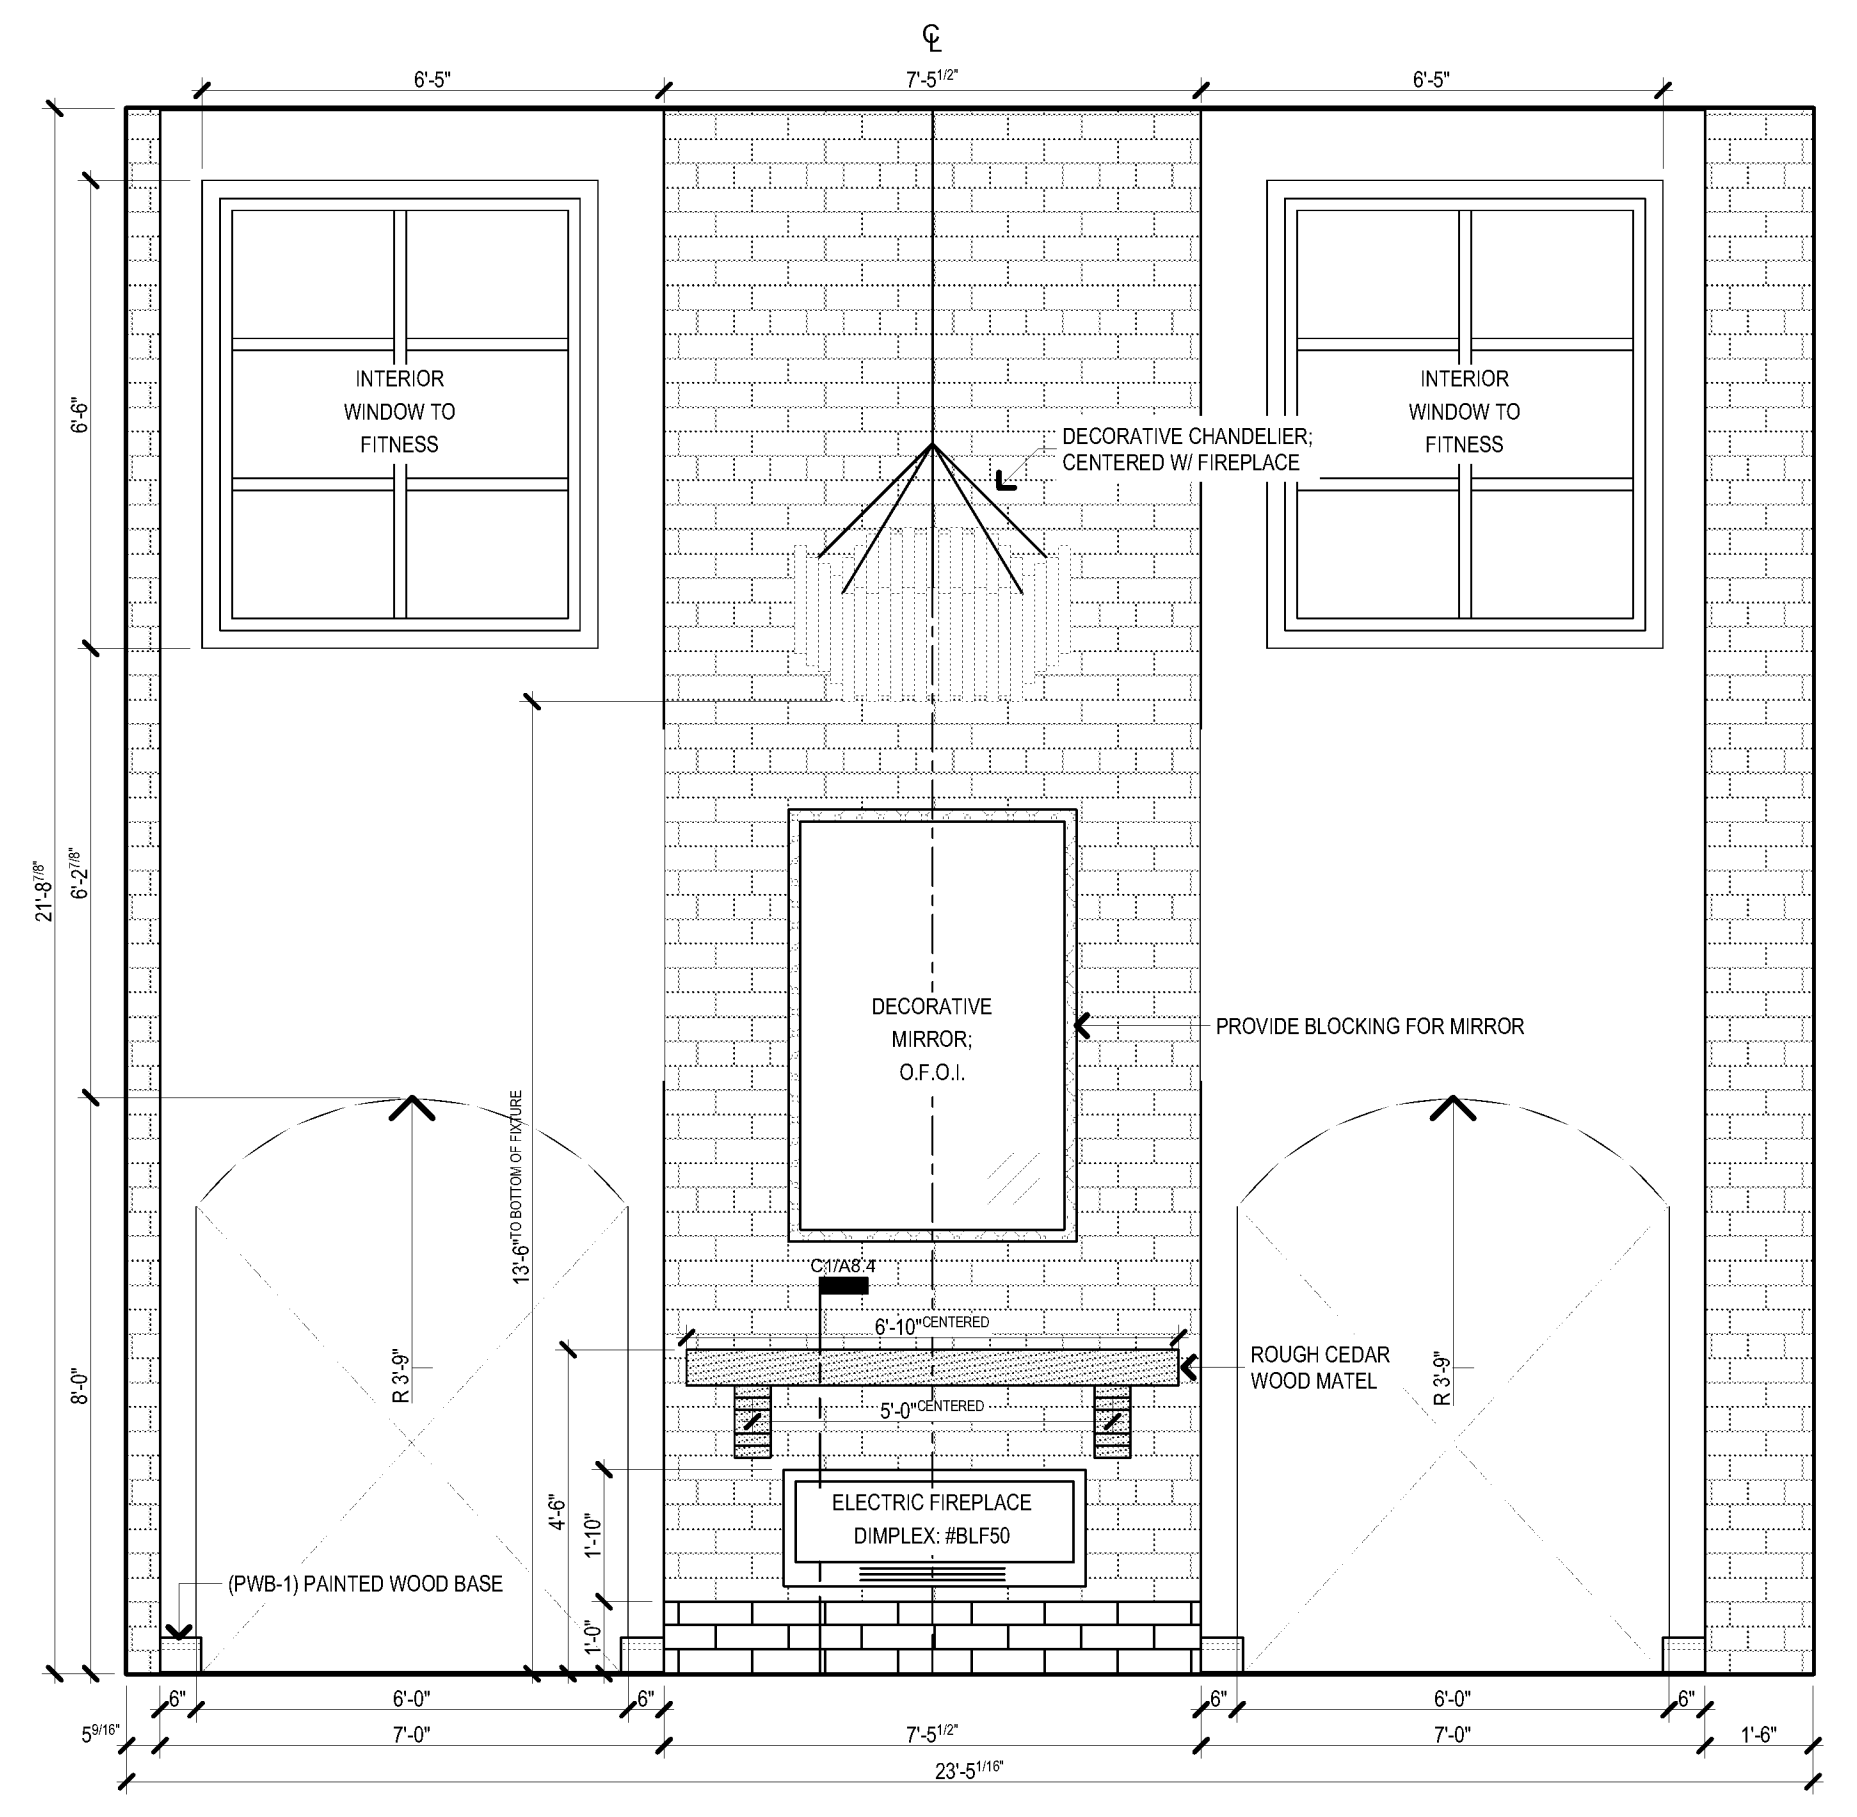 ℄
6'-5"
7'-5 1/2"
6'-5"
INTERIOR
WINDOW TO
FITNESS
INTERIOR
WINDOW TO
FITNESS
6'-6"
DECORATIVE CHANDELIER;
CENTERED W/ FIREPLACE
21'-8 7/8"
6'-2 7/8"
DECORATIVE
MIRROR;
O.F.O.I.
PROVIDE BLOCKING FOR MIRROR
13'-6" TO BOTTOM OF FIXTURE
C1/A8.4
6'-10" CENTERED
ROUGH CEDAR
WOOD MATEL
8'-0"
R 3'-9"
R 3'-9"
5'-0" CENTERED
4'-6"
1'-10"
ELECTRIC FIREPLACE
DIMPLEX: #BLF50
(PWB-1) PAINTED WOOD BASE
1'-0"
6"
6'-0"
6"
6"
6'-0"
6"
5 9/16"
7'-0"
7'-5 1/2"
7'-0"
1'-6"
23'-5 1/16"